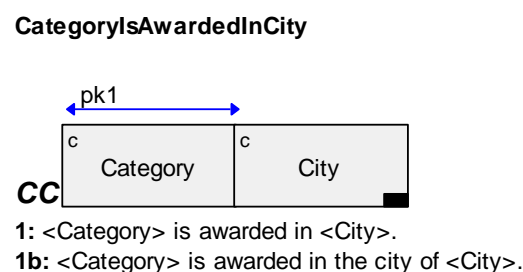 CategoryIsAwardedInCity
pk1
c c
Category City
CC
1: <Category> is awarded in <City>.
1b: <Category> is awarded in the city of <City>.